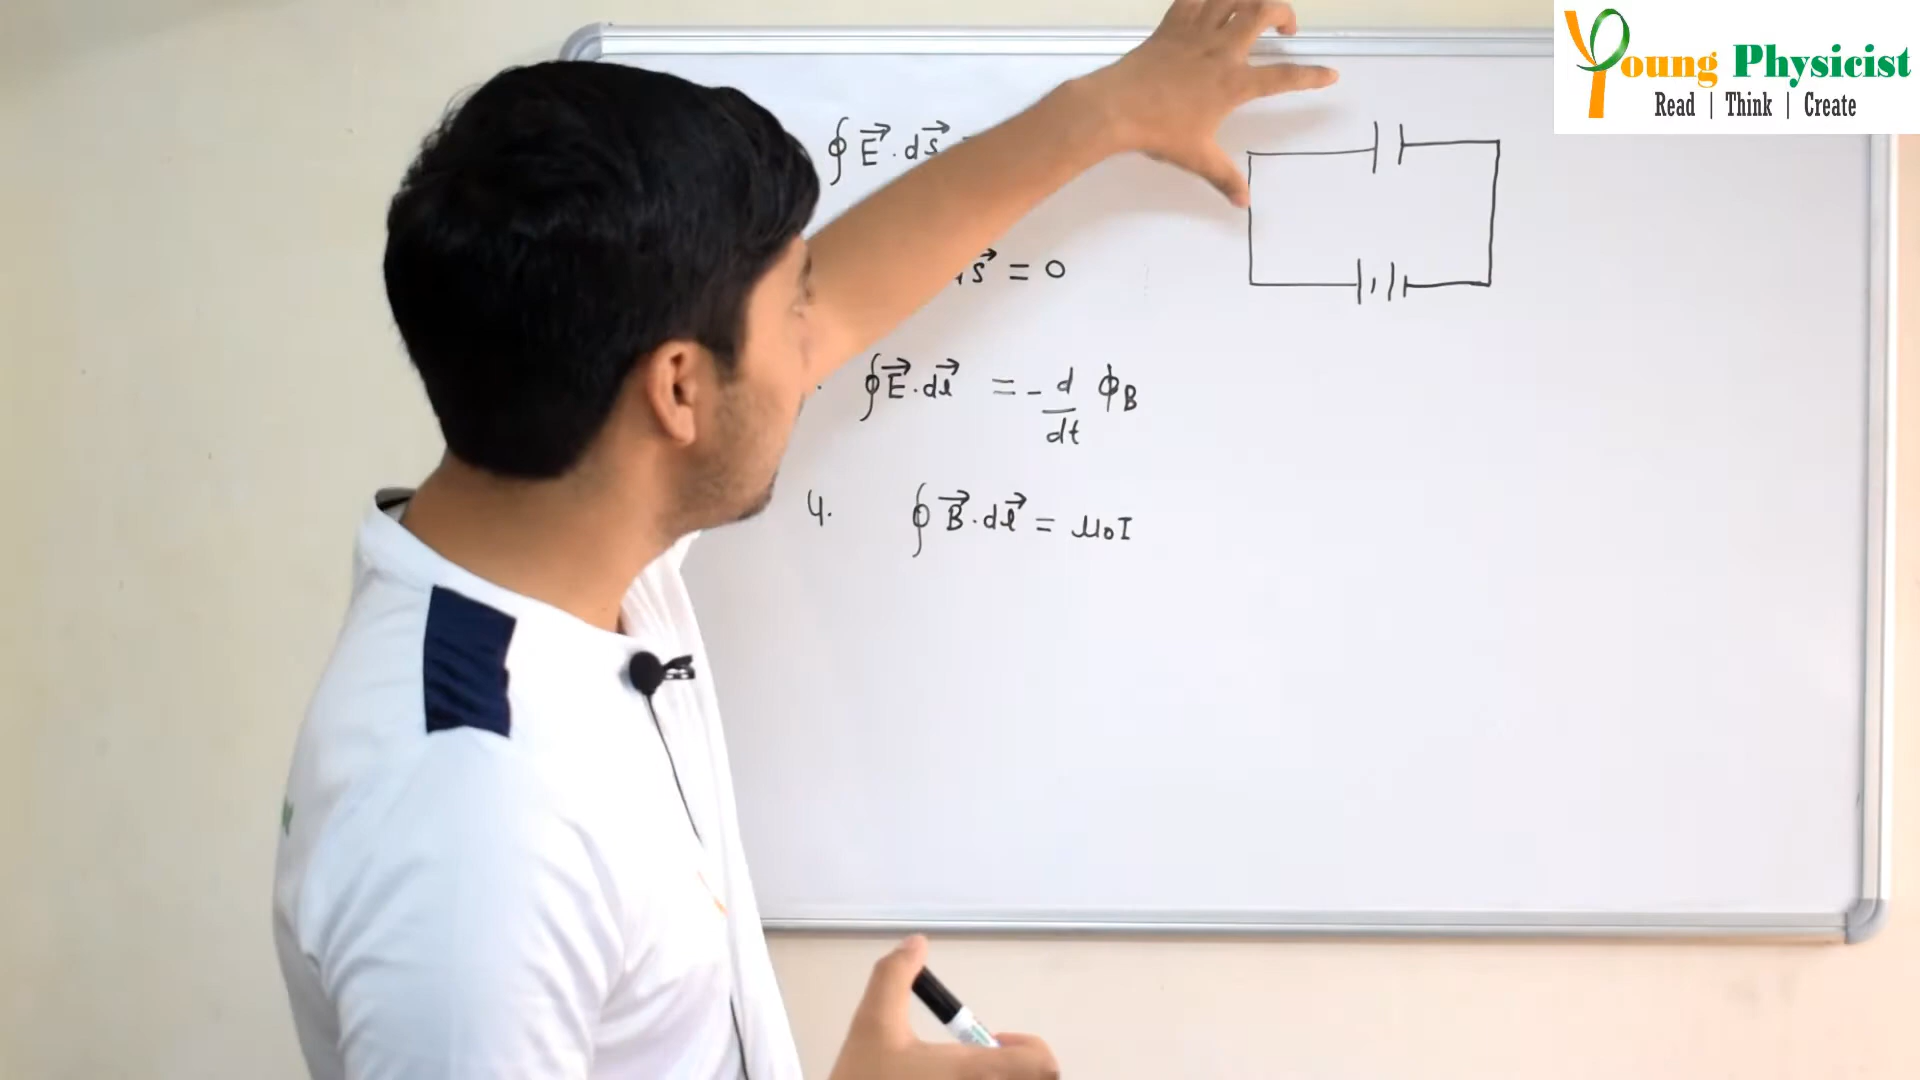 Young Physicist
Read | Think | Create
∮ E⃗ . ds⃗
s⃗ = 0
. ∮ E⃗ . dl⃗ = - d/dt ϕB
4. ∮ B⃗ . dl⃗ = μ0I